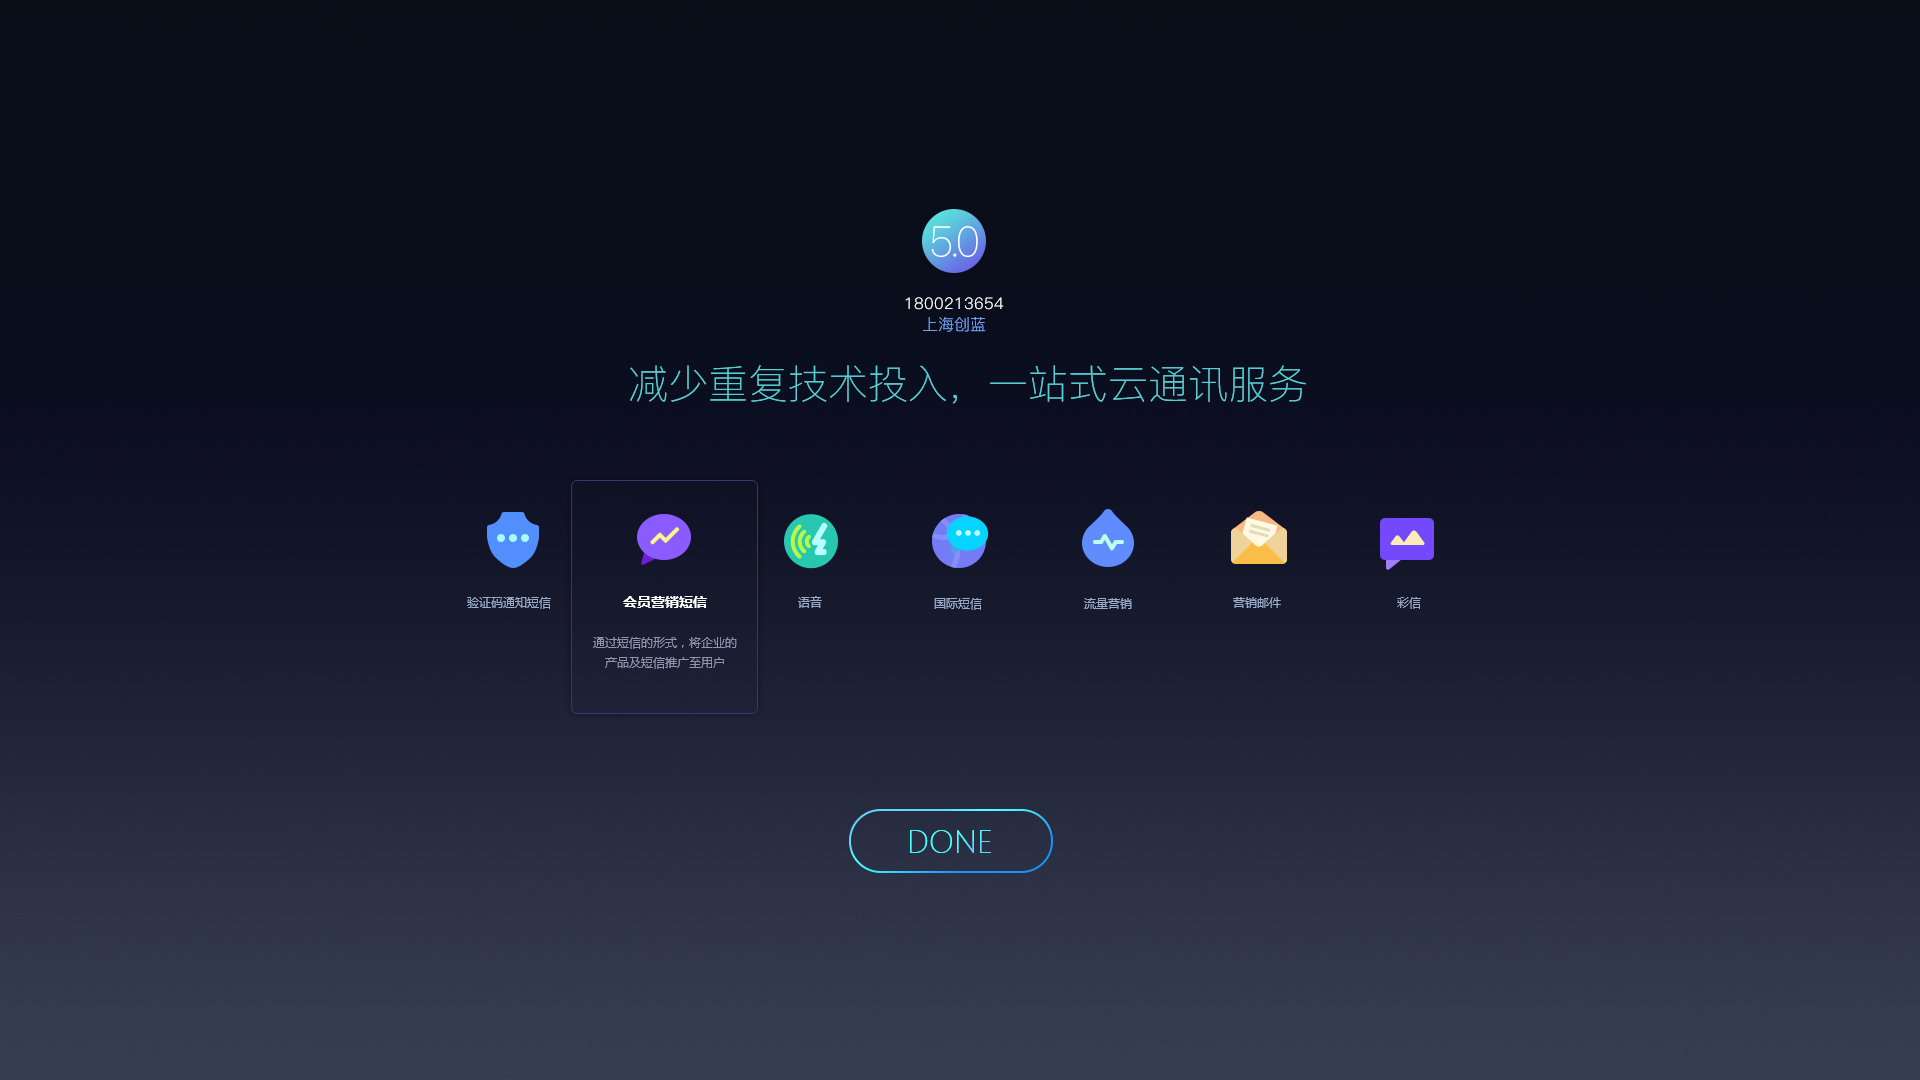 5.0
1800213654
上海创蓝
减少重复技术投入，一站式云通讯服务
验证码通知短信
会员营销短信
通过短信的形式，将企业的
产品及短信推广至用户
语音
国际短信
流量营销
营销邮件
彩信
DONE